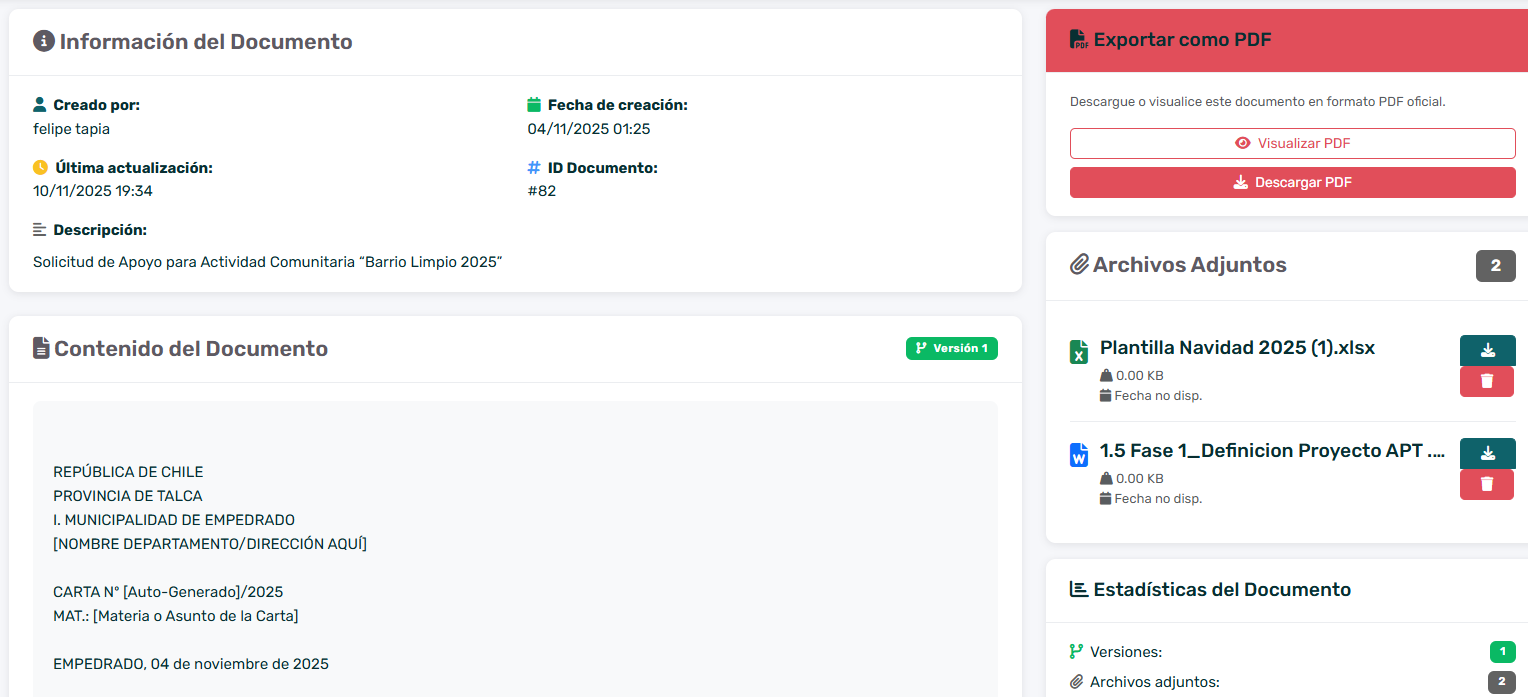 Información del Documento
Creado por:
felipe tapia
Fecha de creación:
04/11/2025 01:25
Última actualización:
10/11/2025 19:34
ID Documento:
#82
Descripción:
Solicitud de Apoyo para Actividad Comunitaria “Barrio Limpio 2025”
Contenido del Documento
Versión 1
REPÚBLICA DE CHILE
PROVINCIA DE TALCA
I. MUNICIPALIDAD DE EMPEDRADO
[NOMBRE DEPARTAMENTO/DIRECCIÓN AQUÍ]
CARTA Nº [Auto-Generado]/2025
MAT.: [Materia o Asunto de la Carta]
EMPEDRADO, 04 de noviembre de 2025
Exportar como PDF
Descargue o visualice este documento en formato PDF oficial.
Visualizar PDF
Descargar PDF
Archivos Adjuntos
2
Plantilla Navidad 2025 (1).xlsx
0.00 KB
Fecha no disp.
1.5 Fase 1_Definicion Proyecto APT ....
0.00 KB
Fecha no disp.
Estadísticas del Documento
Versiones:
1
Archivos adjuntos:
2